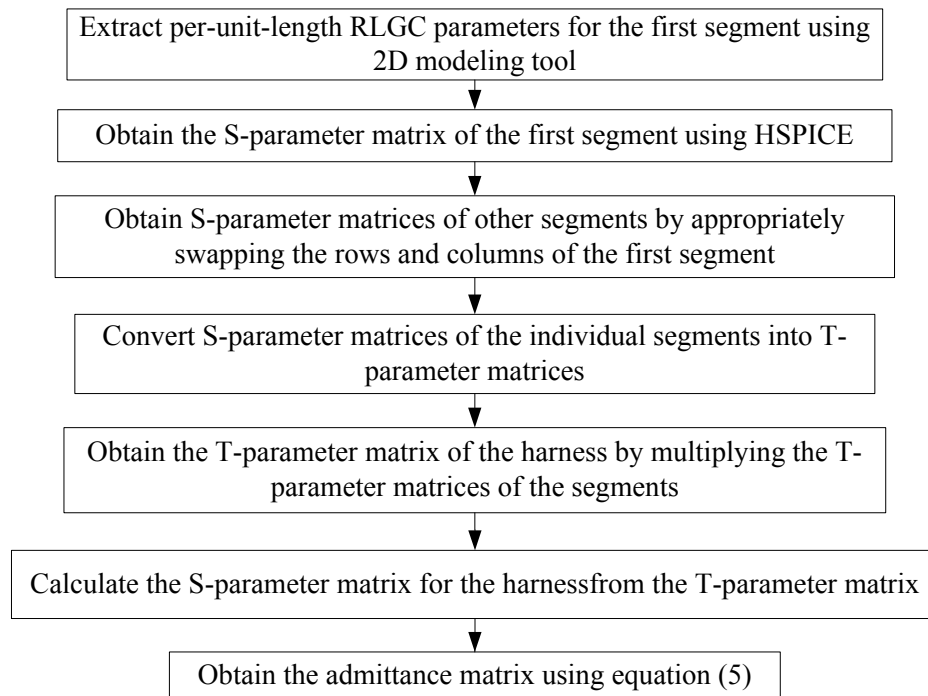 Extract per-unit-length RLGC parameters for the first segment using
2D modeling tool
Obtain the S-parameter matrix of the first segment using HSPICE
Obtain S-parameter matrices of other segments by appropriately
swapping the rows and columns of the first segment
Convert S-parameter matrices of the individual segments into T-
parameter matrices
Obtain the T-parameter matrix of the harness by multiplying the T-
parameter matrices of the segments
Calculate the S-parameter matrix for the harnessfrom the T-parameter matrix
Obtain the admittance matrix using equation (5)